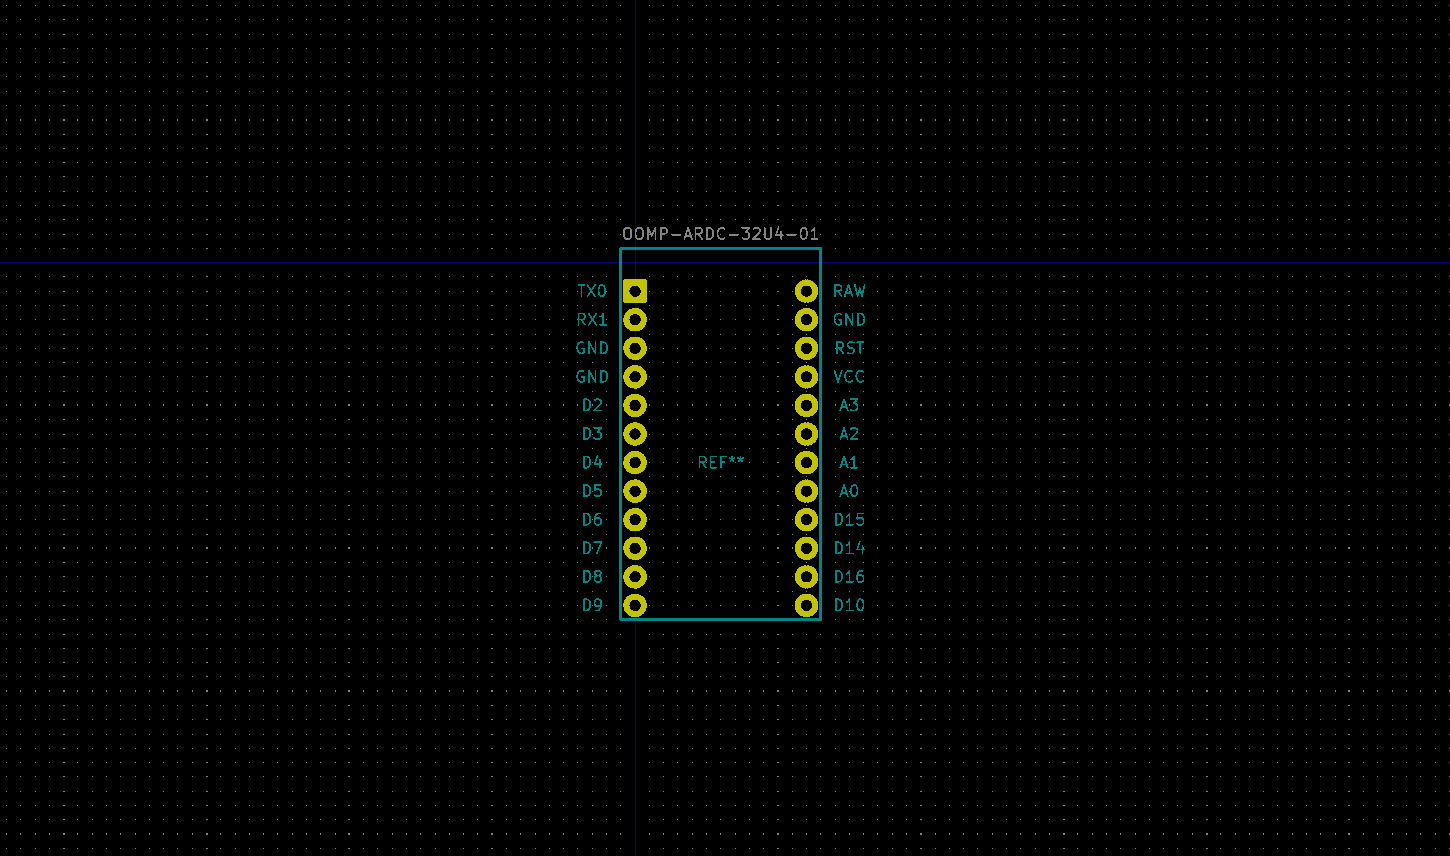 OOMP-ARDC-32U4-01
TX0 RAW
RX1 GND
GND RST
GND VCC
D2 A3
D3 A2
D4 REF** A1
D5 A0
D6 D15
D7 D14
D8 D16
D9 D10